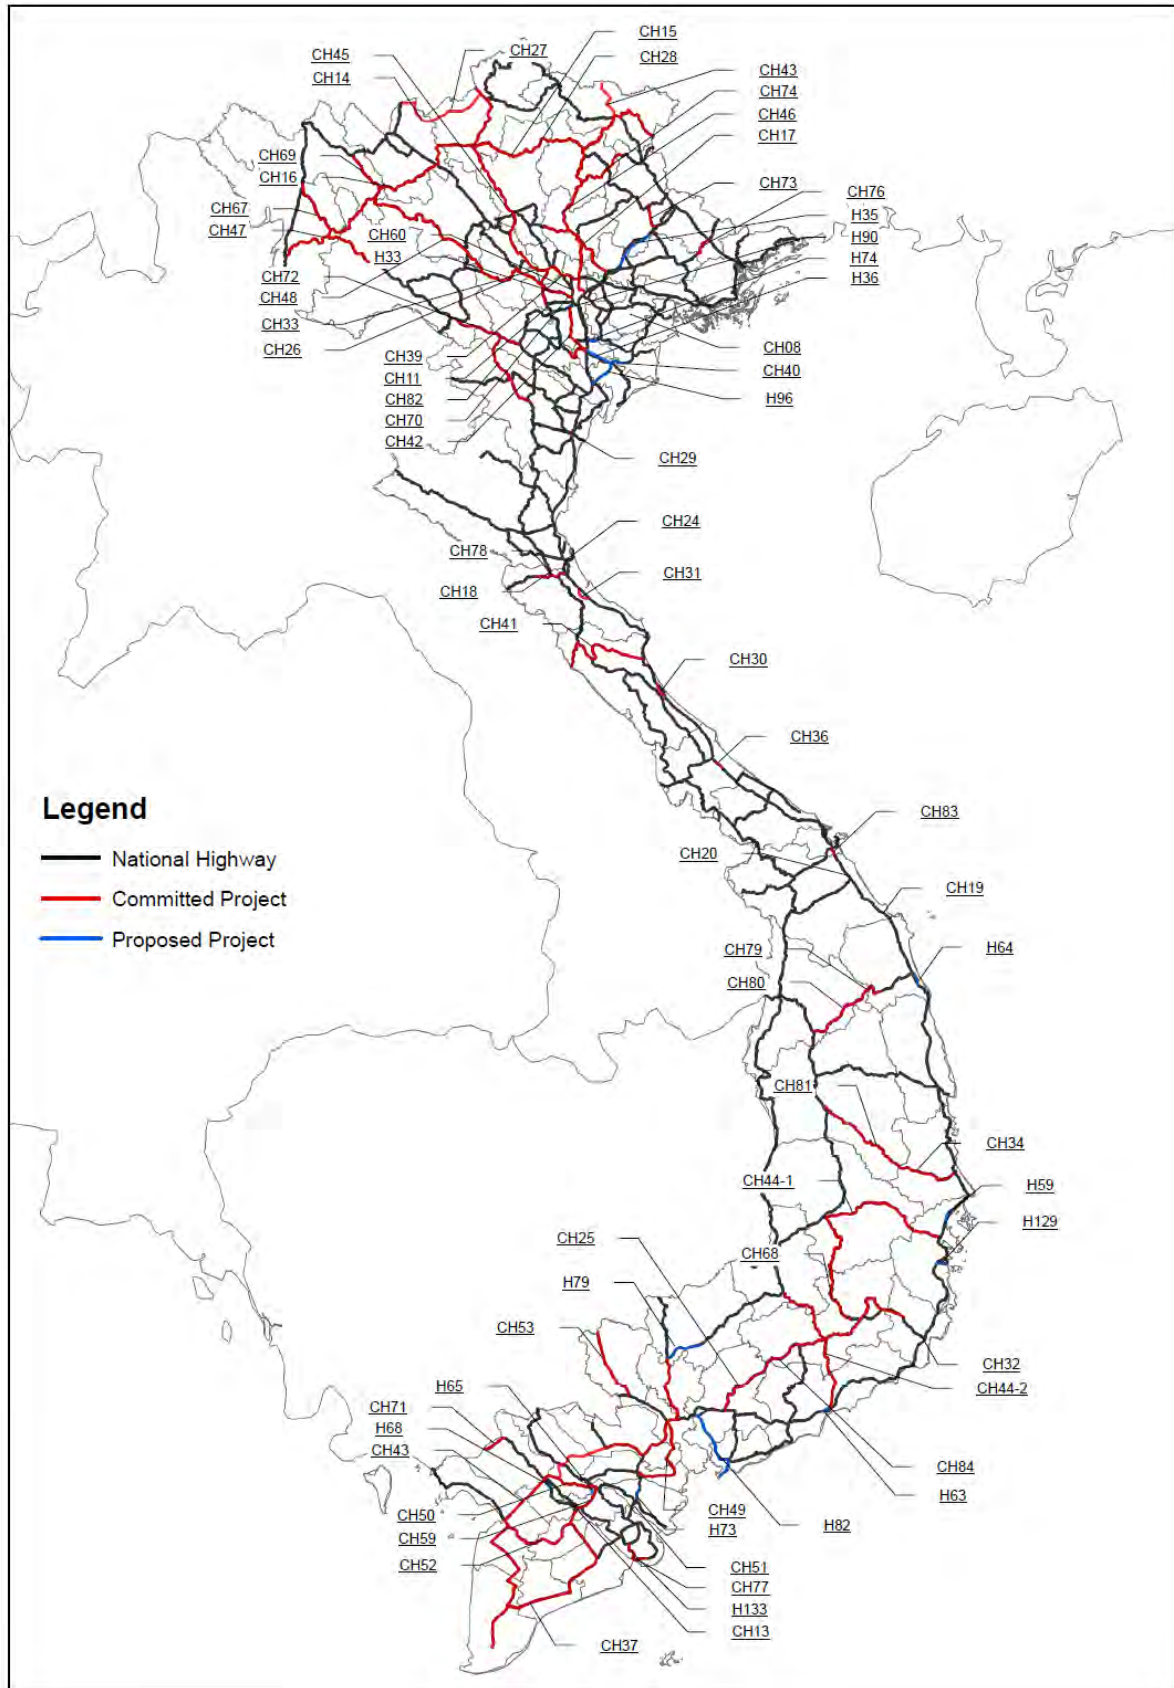 CH15
CH27
CH45
CH28
CH14
CH43
CH74
CH46
CH17
CH69
CH16
CH73
CH76
CH67
H35
CH47
CH60
H90
H33
H74
CH72
H36
CH48
CH33
CH26
CH08
CH39
CH40
CH11
CH82
H96
CH70
CH42
CH29
CH24
CH78
CH31
CH18
CH41
CH30
CH36
Legend
National Highway
Committed Project
Proposed Project
CH83
CH20
CH19
CH79
H64
CH80
CH81
CH34
CH44-1
H59
H129
CH25
CH68
H79
CH53
CH32
CH44-2
H65
CH71
H68
CH43
CH84
H63
CH50
CH49
H73
H82
CH59
CH52
CH51
CH77
H133
CH13
CH37